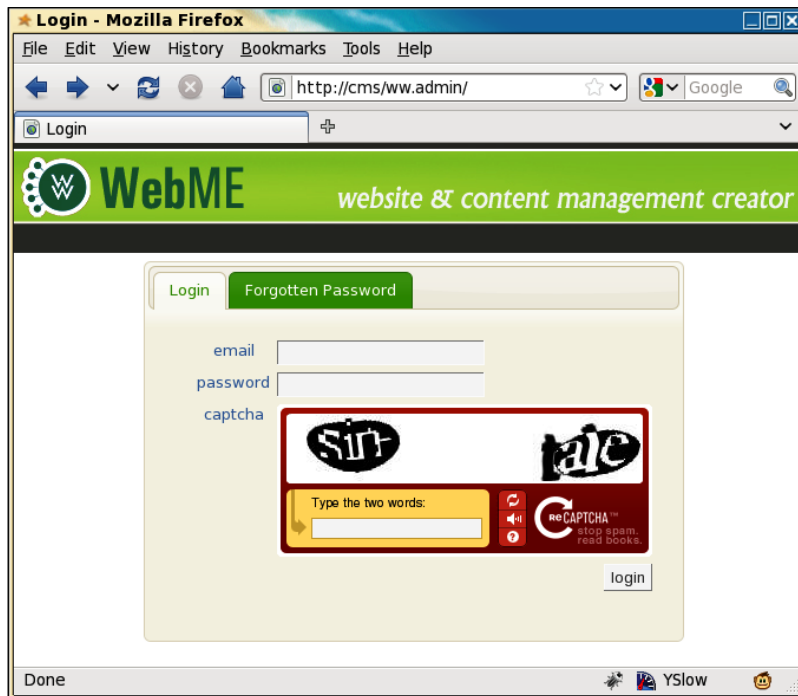 Login - Mozilla Firefox
File Edit View History Bookmarks Tools Help
http://cms/ww.admin/ Google
Login
WebME website & content management creator
Login Forgotten Password
email
password
captcha
Type the two words:
reCAPTCHA™
stop spam.
read books.
login
Done YSlow